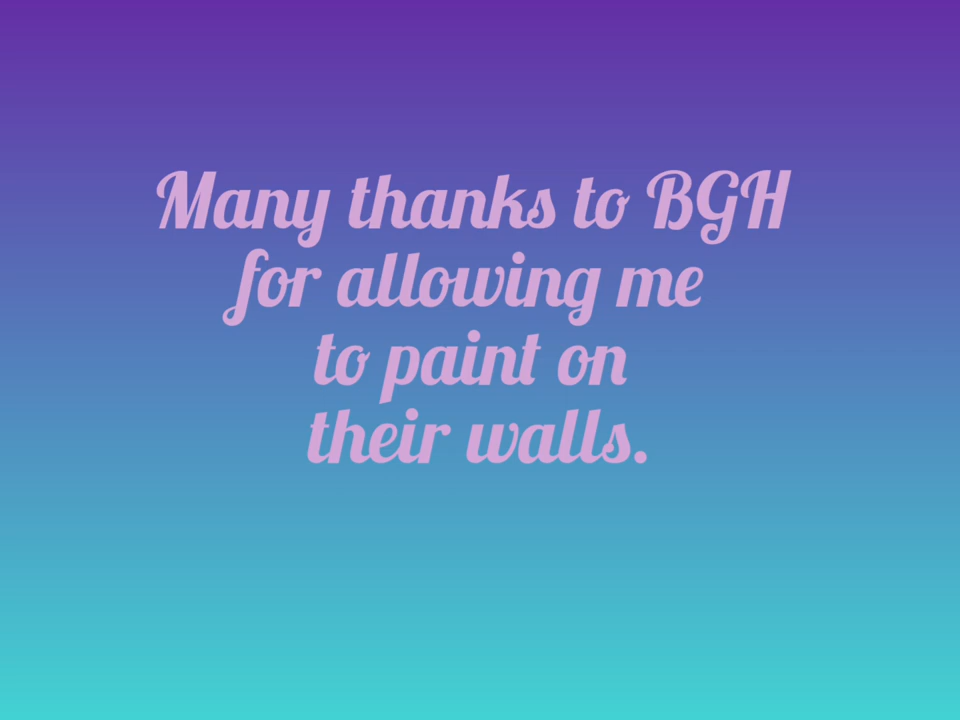 Many thanks to BGH
for allowing me
to paint on
their walls.